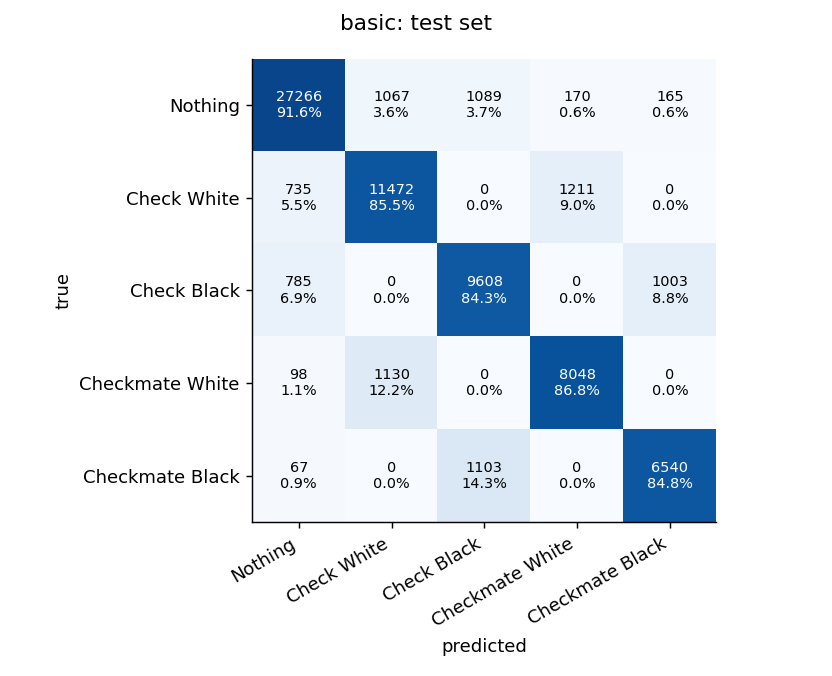 basic: test set
Nothing
27266 1067 1089 170 165
91.6% 3.6% 3.7% 0.6% 0.6%
Check White
735 11472 0 1211 0
5.5% 85.5% 0.0% 9.0% 0.0%
Check Black
785 0 9608 0 1003
6.9% 0.0% 84.3% 0.0% 8.8%
Checkmate White
98 1130 0 8048 0
1.1% 12.2% 0.0% 86.8% 0.0%
Checkmate Black
67 0 1103 0 6540
0.9% 0.0% 14.3% 0.0% 84.8%
true
Nothing
Check White
Check Black
Checkmate White
Checkmate Black
predicted